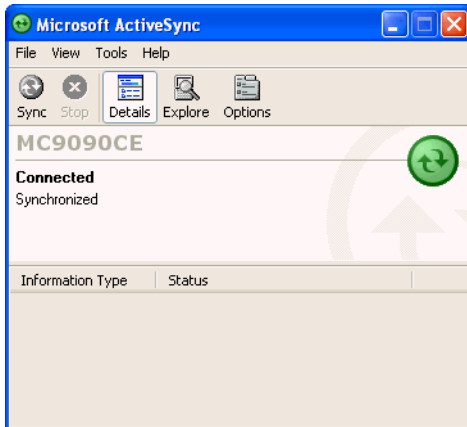 Microsoft ActiveSync
File View Tools Help
Sync Stop Details Explore Options
MC9090CE
Connected
Synchronized
Information Type Status